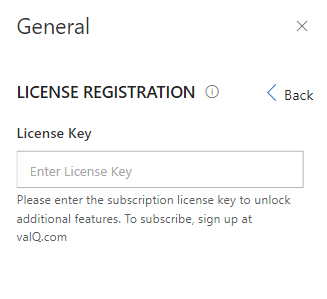 General
LICENSE REGISTRATION
Back
License Key
Enter License Key
Please enter the subscription license key to unlock
additional features. To subscribe, sign up at
valQ.com